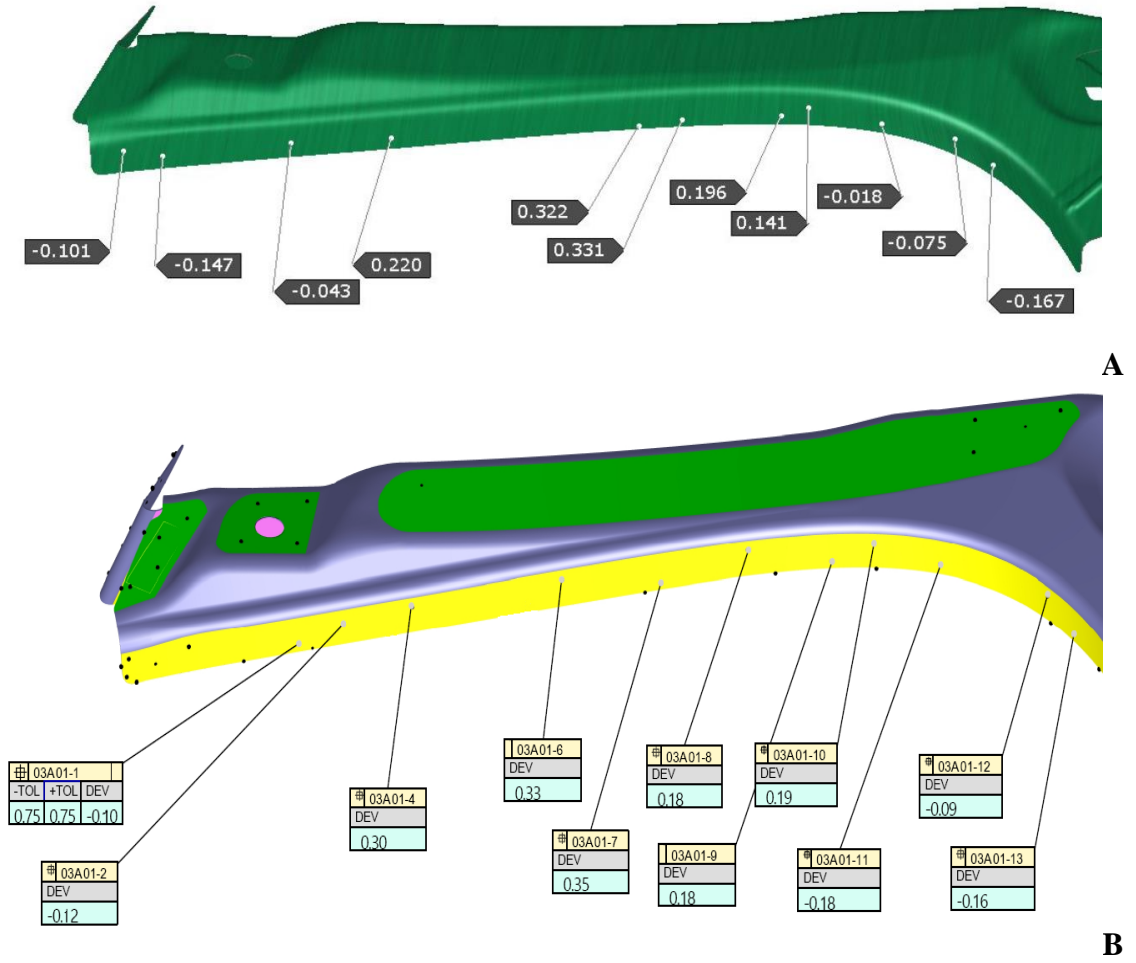 0.322
0.331
0.196
0.141
-0.018
-0.075
-0.167
-0.101
-0.147
-0.043
0.220
A
03A01-1
-TOL +TOL DEV
0.75 0.75 -0.10
03A01-2
DEV
-0.12
03A01-4
DEV
0.30
03A01-6
DEV
0.33
03A01-7
DEV
0.35
03A01-8
DEV
0.18
03A01-9
DEV
0.18
03A01-10
DEV
0.19
03A01-11
DEV
-0.18
03A01-12
DEV
-0.09
03A01-13
DEV
-0.16
B